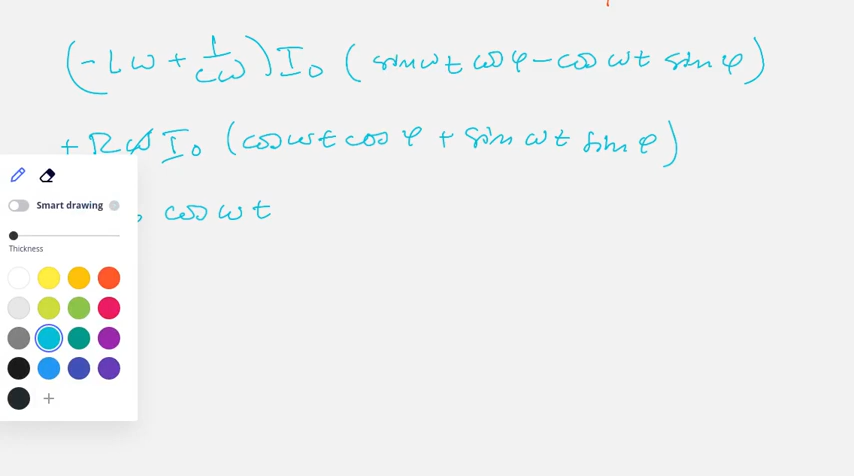 (-Lω + 1/Cω) I₀ (sin ωt cos φ - cos ωt sin φ)
+ R I₀ (cos ωt cos φ + sin ωt sin φ)
cos ωt
Smart drawing
Thickness